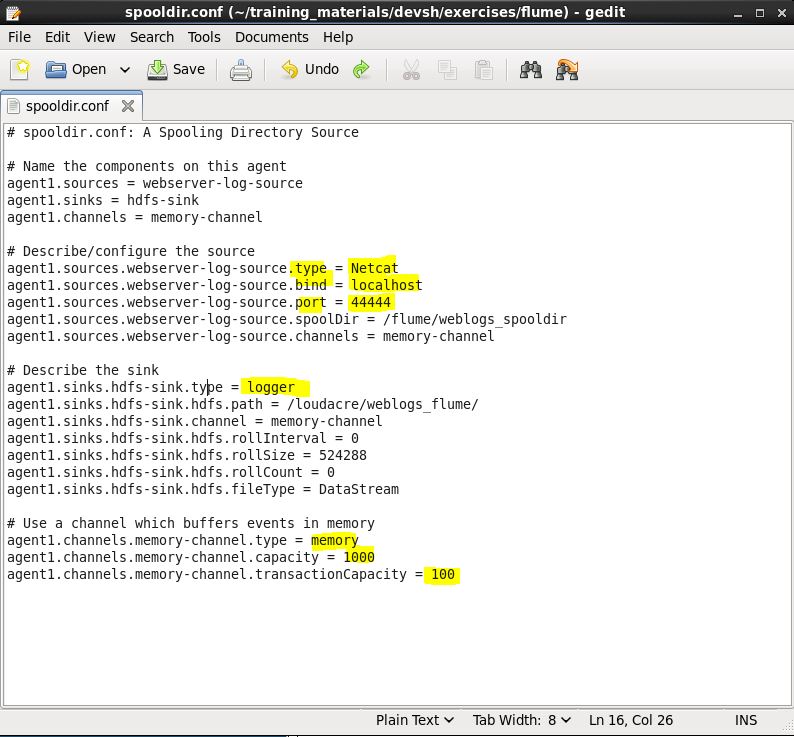 spooldir.conf (~/training_materials/devsh/exercises/flume) - gedit
File Edit View Search Tools Documents Help
Open Save Undo
spooldir.conf
# spooldir.conf: A Spooling Directory Source
# Name the components on this agent
agent1.sources = webserver-log-source
agent1.sinks = hdfs-sink
agent1.channels = memory-channel
# Describe/configure the source
agent1.sources.webserver-log-source.type = Netcat
agent1.sources.webserver-log-source.bind = localhost
agent1.sources.webserver-log-source.port = 44444
agent1.sources.webserver-log-source.spoolDir = /flume/weblogs_spooldir
agent1.sources.webserver-log-source.channels = memory-channel
# Describe the sink
agent1.sinks.hdfs-sink.type = logger
agent1.sinks.hdfs-sink.hdfs.path = /loudacre/weblogs_flume/
agent1.sinks.hdfs-sink.channel = memory-channel
agent1.sinks.hdfs-sink.hdfs.rollInterval = 0
agent1.sinks.hdfs-sink.hdfs.rollSize = 524288
agent1.sinks.hdfs-sink.hdfs.rollCount = 0
agent1.sinks.hdfs-sink.hdfs.fileType = DataStream
# Use a channel which buffers events in memory
agent1.channels.memory-channel.type = memory
agent1.channels.memory-channel.capacity = 1000
agent1.channels.memory-channel.transactionCapacity = 100
Plain Text Tab Width: 8 Ln 16, Col 26 INS